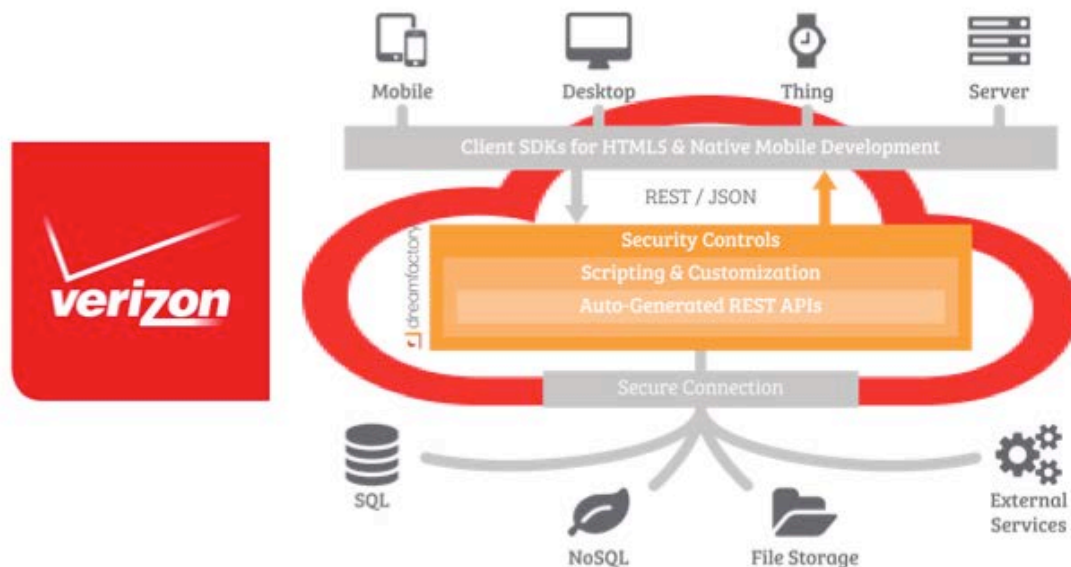 Mobile
Desktop
Thing
Server
Client SDKs for HTML5 & Native Mobile Development
REST / JSON
verizon
dreamfactory
Security Controls
Scripting & Customization
Auto-Generated REST APIs
Secure Connection
SQL
NoSQL
File Storage
External
Services